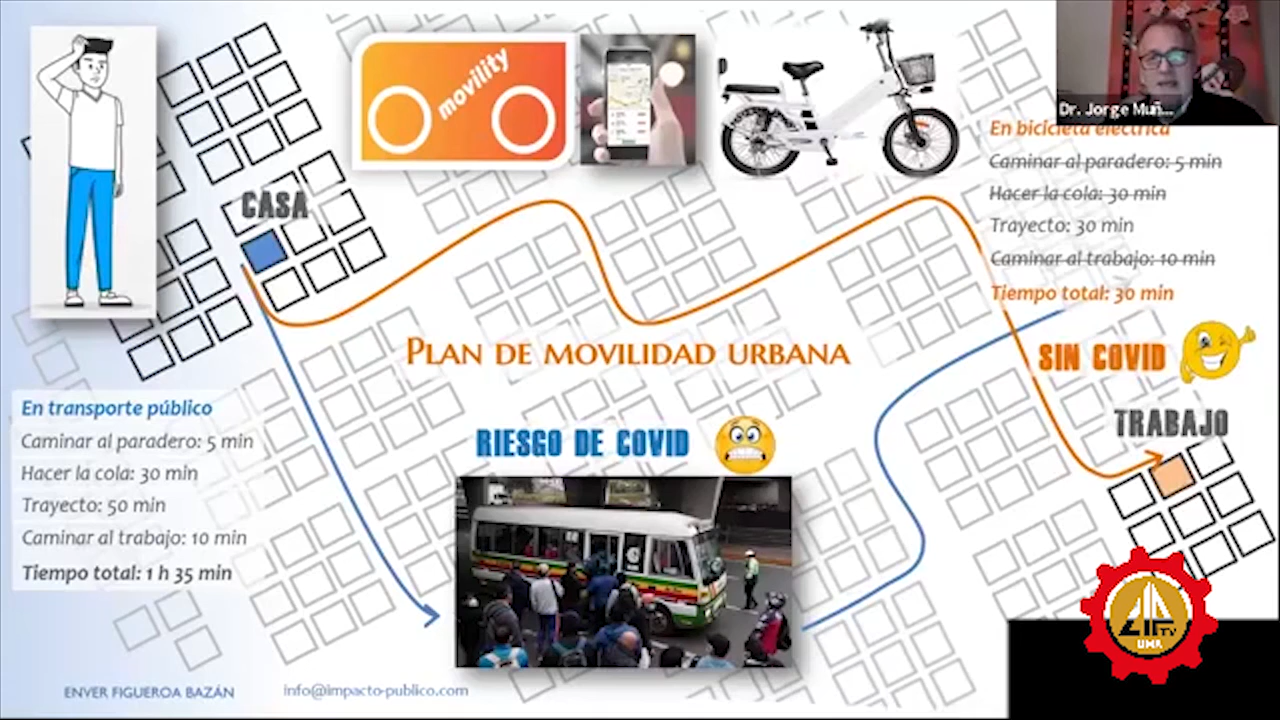 movility
Dr. Jorge Muñ...
En bicicleta eléctrica
Caminar al paradero: 5 min
Hacer la cola: 30 min
Trayecto: 30 min
Caminar al trabajo: 10 min
Tiempo total: 30 min
CASA
PLAN DE MOVILIDAD URBANA
SIN COVID
TRABAJO
En transporte público
Caminar al paradero: 5 min
Hacer la cola: 30 min
Trayecto: 50 min
Caminar al trabajo: 10 min
Tiempo total: 1 h 35 min
RIESGO DE COVID
TV
UMA
ENVER FIGUEROA BAZÁN
info@impacto-publico.com